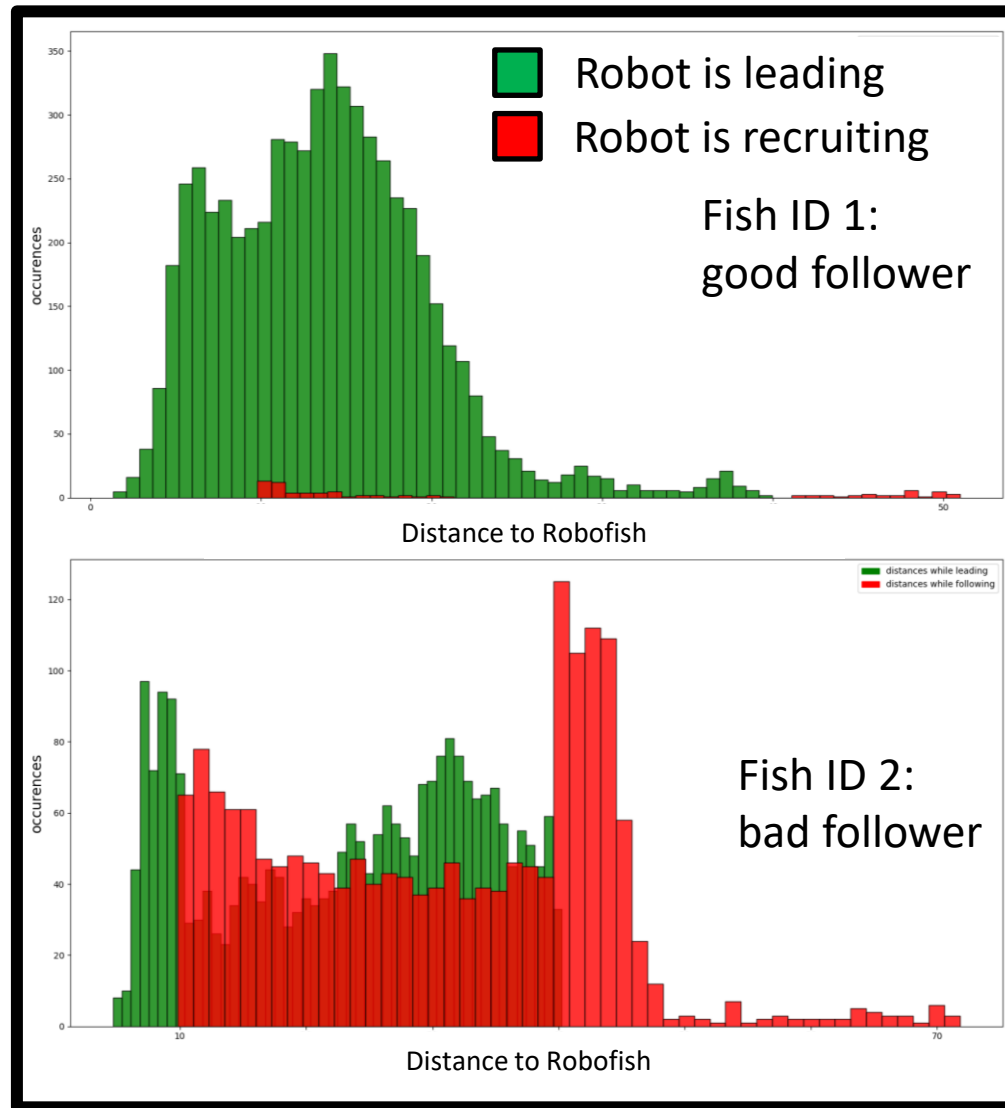 350
300
250
200
150
100
50
0
occurences
Robot is leading
Robot is recruiting
Fish ID 1:
good follower
0
50
Distance to Robofish
120
100
80
60
40
20
0
occurences
distances while leading
distances while following
Fish ID 2:
bad follower
10
70
Distance to Robofish